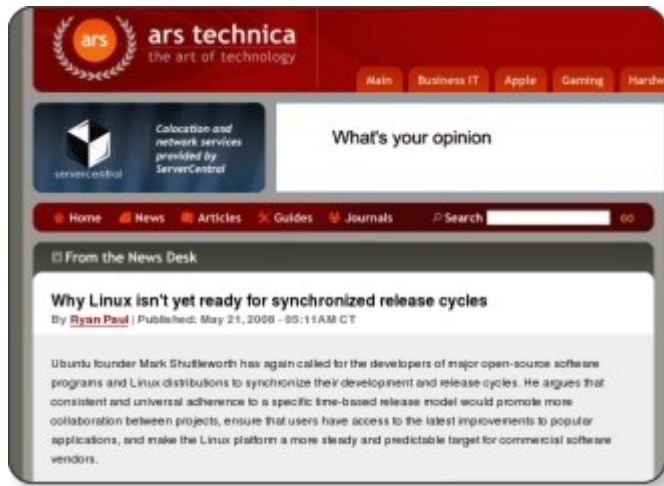 ars
ars technica
the art of technology
Main
Business IT
Apple
Gaming
Hardw
servercentral
Colocation and
network services
provided by
ServerCentral
What's your opinion
Home
News
Articles
Guides
Journals
Search
GO
From the News Desk
Why Linux isn't yet ready for synchronized release cycles
By Ryan Paul | Published: May 21, 2008 - 05:11AM CT
Ubuntu founder Mark Shuttleworth has again called for the developers of major open-source software
programs and Linux distributions to synchronize their development and release cycles. He argues that
consistent and universal adherence to a specific time-based release model would promote more
collaboration between projects, ensure that users have access to the latest improvements to popular
applications, and make the Linux platform a more steady and predictable target for commercial software
vendors.